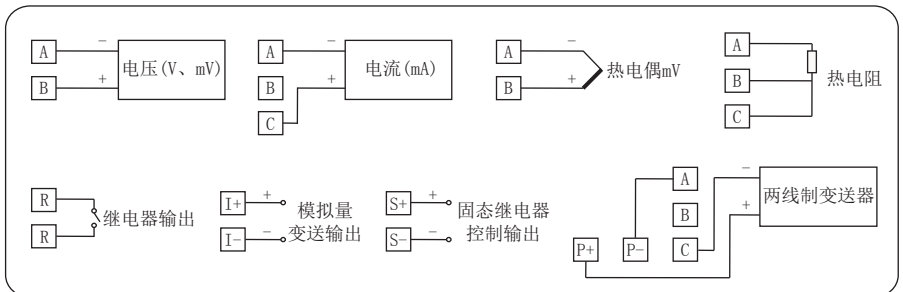 A
－
电压(V、mV)
B
+
A
－
电流(mA)
B
+
C
A
－
热电偶mV
B
+
A
B
热电阻
C
R
继电器输出
R
I+
+
模拟量
变送输出
I-
－
S+
+
固态继电器
控制输出
S-
－
A
－
两线制变送器
B
+
C
P+
P-